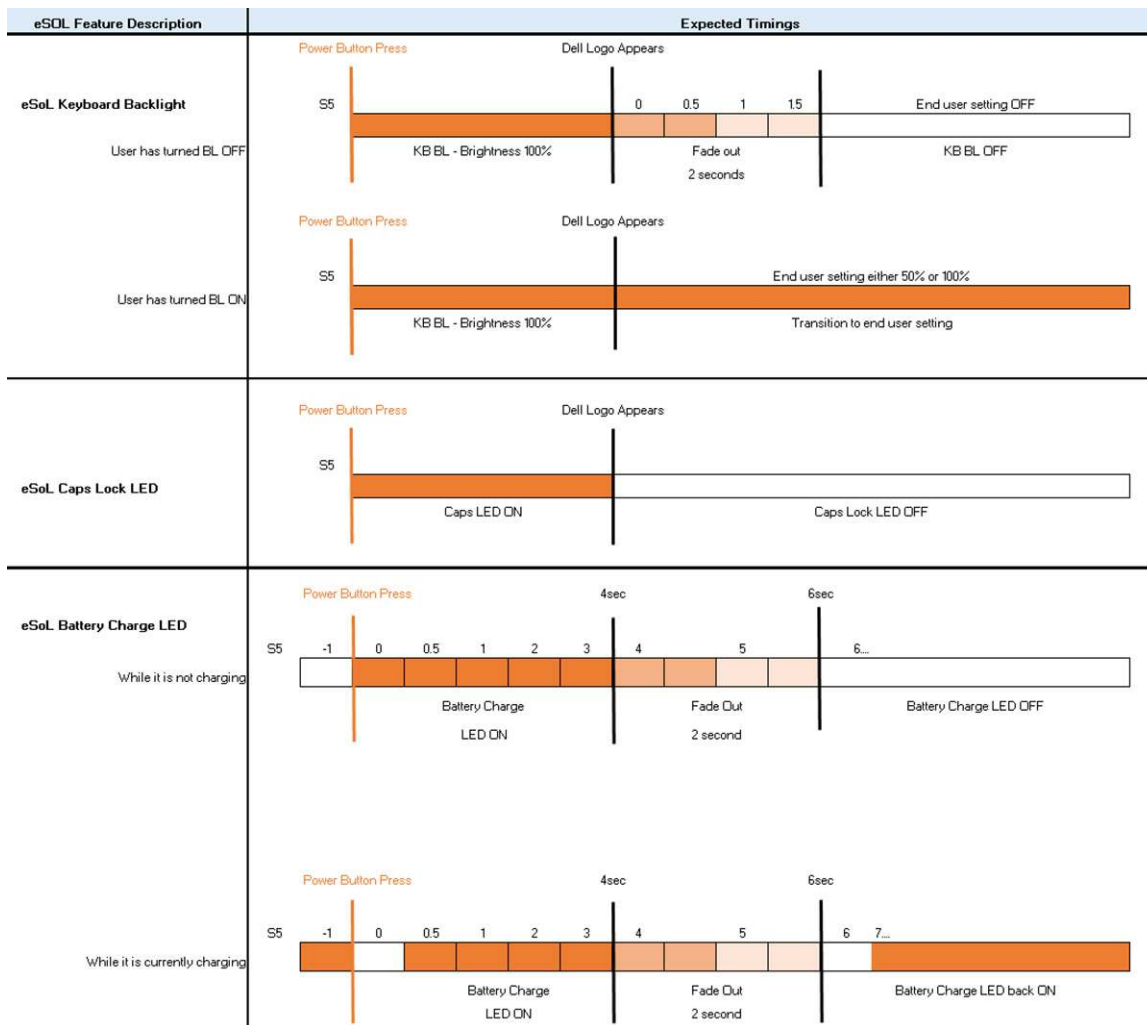 eSOL Feature Description
Expected Timings
Power Button Press
Dell Logo Appears
eSoL Keyboard Backlight
S5
0 0.5 1 1.5
End user setting OFF
User has turned BL OFF
KB BL - Brightness 100%
Fade out
KB BL OFF
2 seconds
Power Button Press
Dell Logo Appears
S5
End user setting either 50% or 100%
User has turned BL ON
KB BL - Brightness 100%
Transition to end user setting
Power Button Press
Dell Logo Appears
S5
eSoL Caps Lock LED
Caps LED ON
Caps Lock LED OFF
Power Button Press
4sec
6sec
eSoL Battery Charge LED
S5 -1 0 0.5 1 2 3 4 5 6....
While it is not charging
Battery Charge
Fade Out
Battery Charge LED OFF
LED ON
2 second
Power Button Press
4sec
6sec
S5 -1 0 0.5 1 2 3 4 5 6 7...
While it is currently charging
Battery Charge
Fade Out
Battery Charge LED back ON
LED ON
2 second